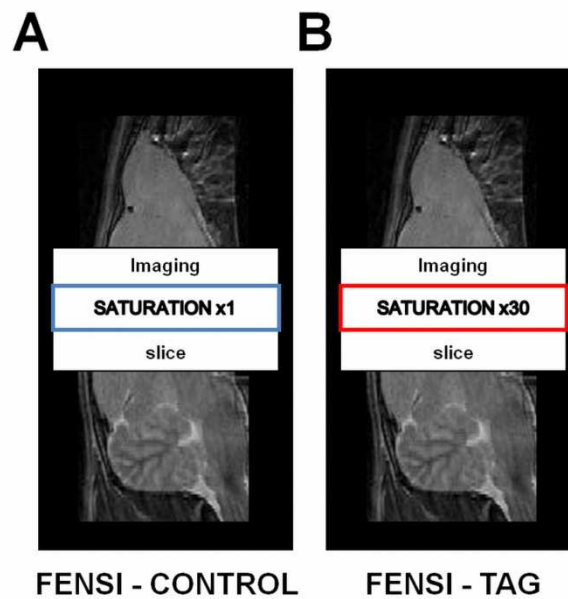 A
B
Imaging
SATURATION x1
slice
Imaging
SATURATION x30
slice
FENSI - CONTROL
FENSI - TAG